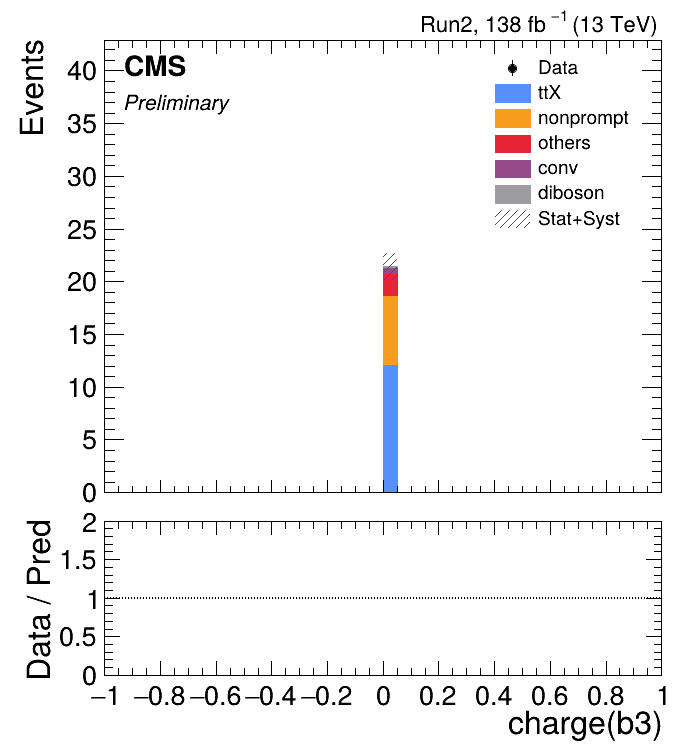 Run2, 138 fb⁻¹ (13 TeV)
CMS
Preliminary
Events
40
35
30
25
20
15
10
5
0
Data
ttX
nonprompt
others
conv
diboson
Stat+Syst
Data / Pred
2
1.5
1
0.5
0
−1 −0.8 −0.6 −0.4 −0.2 0 0.2 0.4 0.6 0.8 1
charge(b3)